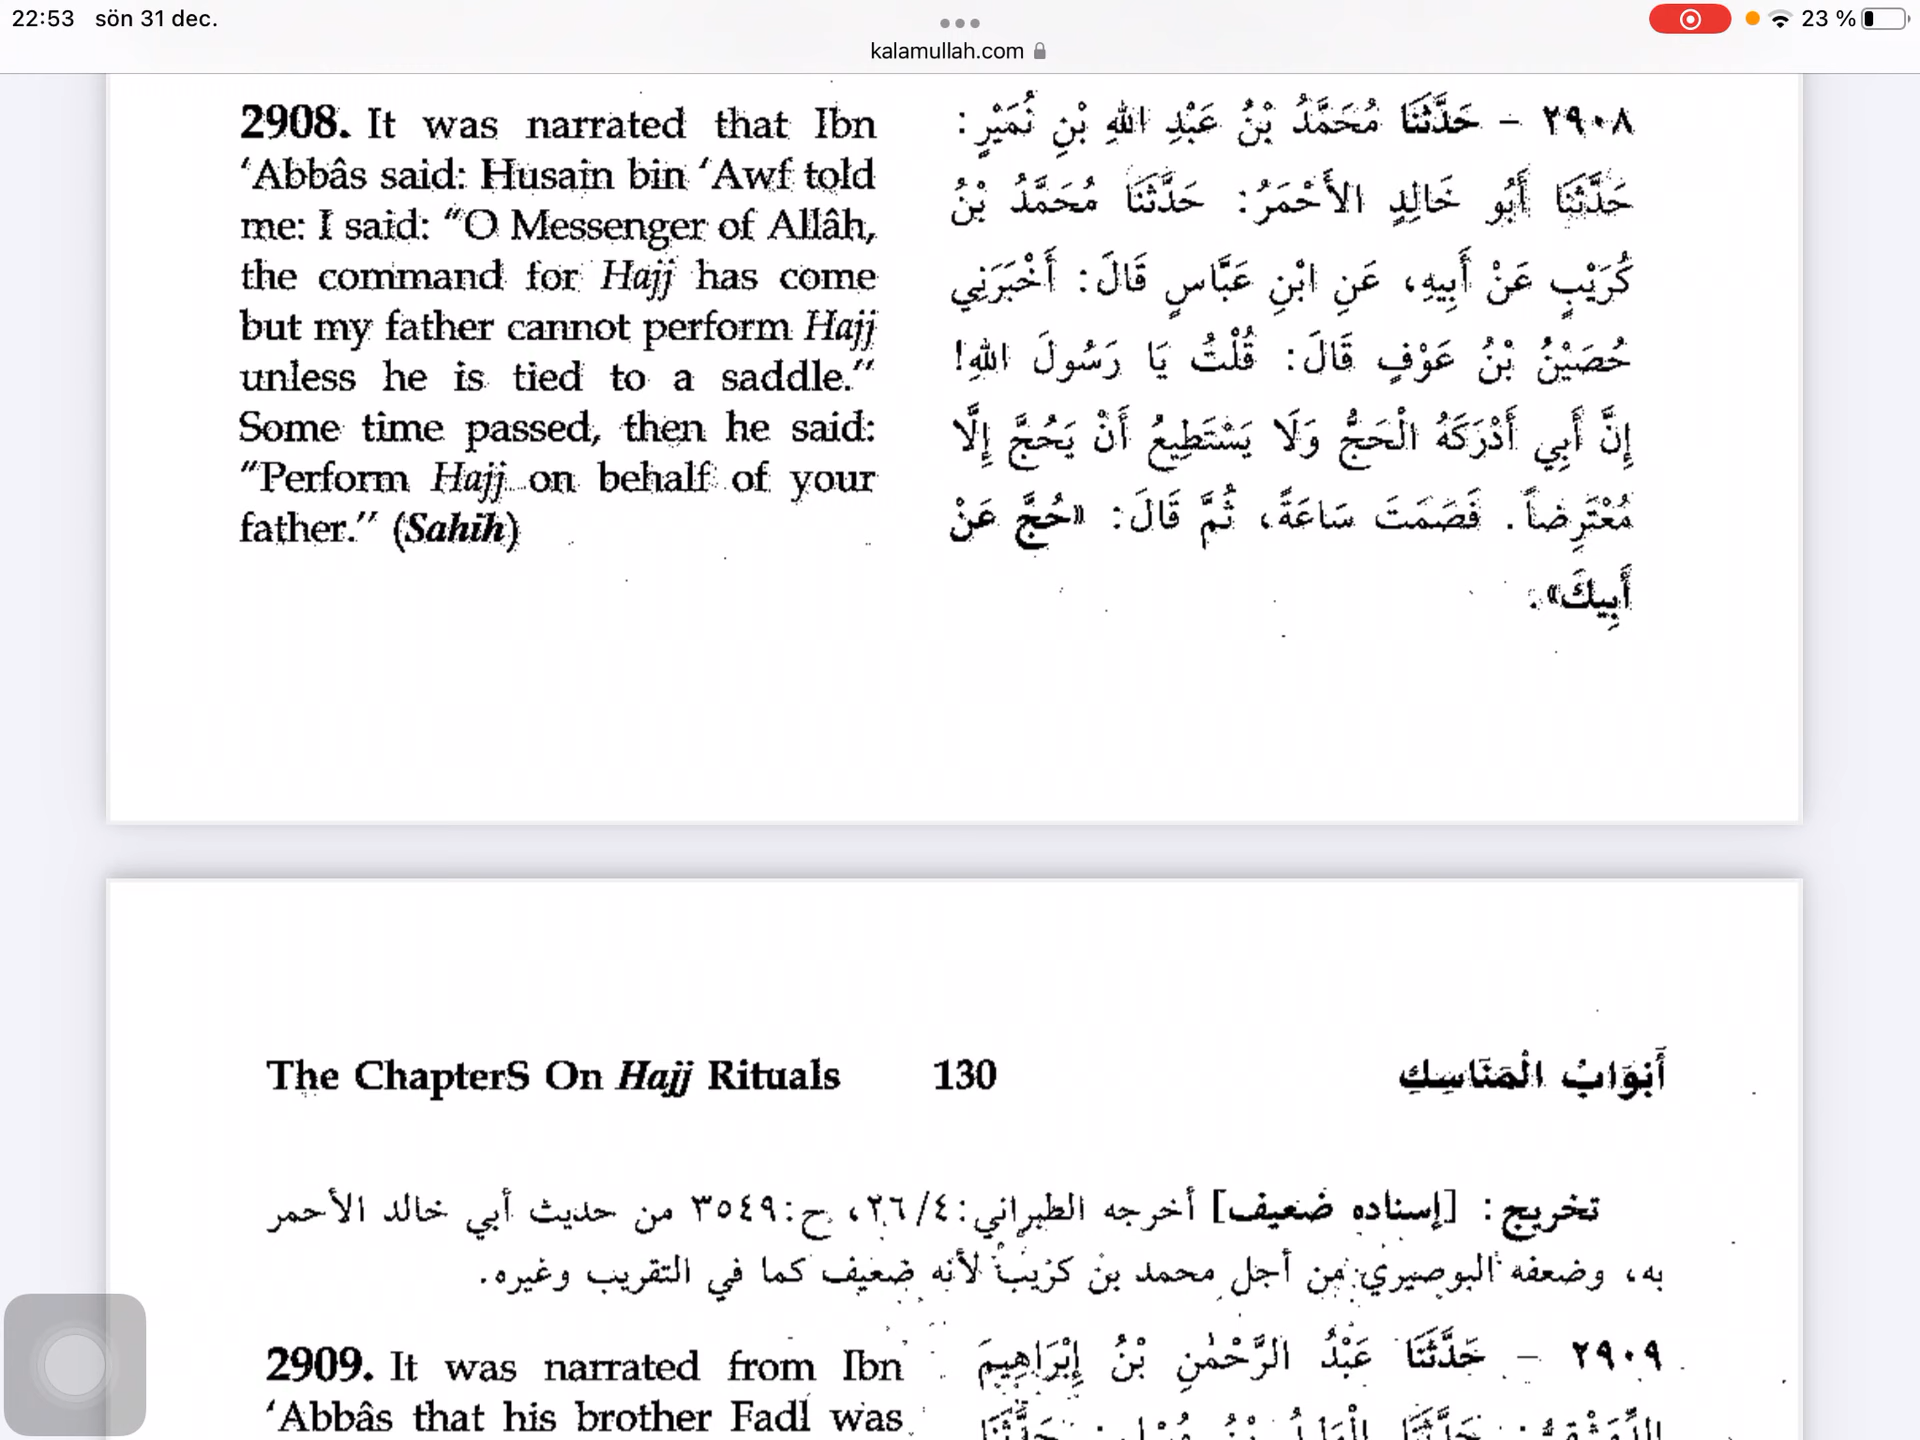 22:53 sön 31 dec.
kalamullah.com
23 %
2908. It was narrated that Ibn
‘Abbâs said: Husain bin ‘Awf told
me: I said: “O Messenger of Allâh,
the command for Hajj has come
but my father cannot perform Hajj
unless he is tied to a saddle.”
Some time passed, then he said:
“Perform Hajj on behalf of your
father.” (Sahih)
٢٩٠٨ – حَدَّثَنَا مُحَمَّدُ بْنُ عَبْدِ اللهِ بْنِ نُمَيْرٍ:
حَدَّثَنَا أَبُو خَالِدٍ الأَحْمَرُ: حَدَّثَنَا مُحَمَّدُ بْنُ
كُرَيْبٍ عَنْ أَبِيهِ، عَنِ ابْنِ عَبَّاسٍ قَالَ: أَخْبَرَنِي
حُصَيْنُ بْنُ عَوْفٍ قَالَ: قُلْتُ يَا رَسُولَ اللهِ!
إِنَّ أَبِي أَدْرَكَهُ الْحَجُّ وَلَا يَسْتَطِيعُ أَنْ يَحُجَّ إِلَّا
مُعْتَرِضاً. فَصَمَتَ سَاعَةً، ثُمَّ قَالَ: «حُجَّ عَنْ
أَبِيكَ».
The ChapterS On Hajj Rituals 130 أَبْوَابُ الْمَنَاسِكِ
تخريج: [إسناده ضعيف] أخرجه الطبراني: ٤/ ٢٦، ح: ٣٥٤٩ من حديث أبي خالد الأحمر
به، وضعفه البوصيري من أجل محمد بن كريب لأنه ضعيف كما في التقريب وغيره.
2909. It was narrated from Ibn
‘Abbâs that his brother Fadl was
٢٩٠٩ – حَدَّثَنَا عَبْدُ الرَّحْمٰنِ بْنُ إِبْرَاهِيمَ